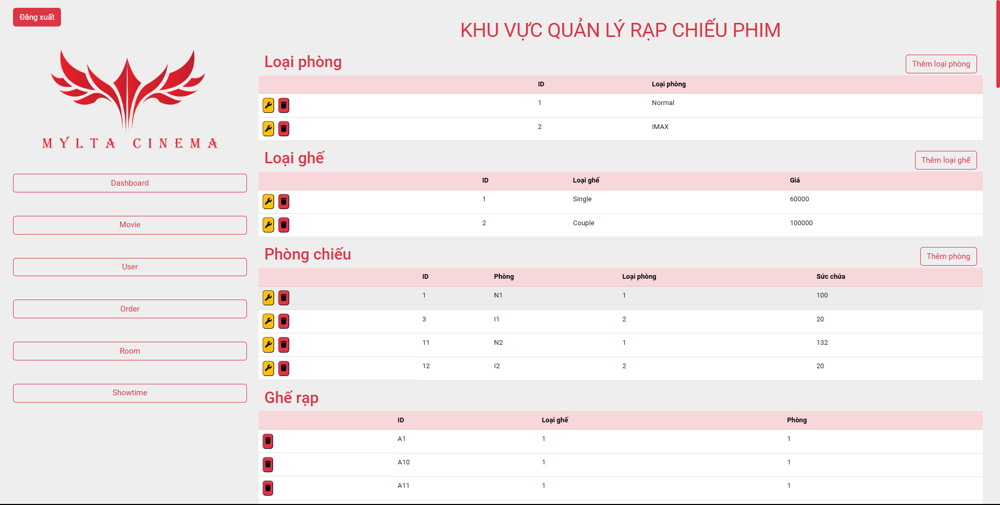 Đăng xuất
MYLTA CINEMA
Dashboard
Movie
User
Order
Room
Showtime
KHU VỰC QUẢN LÝ RẠP CHIẾU PHIM
Loại phòng
Thêm loại phòng
ID Loại phòng
1 Normal
2 IMAX
Loại ghế
Thêm loại ghế
ID Loại ghế Giá
1 Single 60000
2 Couple 100000
Phòng chiếu
Thêm phòng
ID Phòng Loại phòng Sức chứa
1 N1 1 100
3 I1 2 20
11 N2 1 132
12 I2 2 20
Ghế rạp
ID Loại ghế Phòng
A1 1 1
A10 1 1
A11 1 1